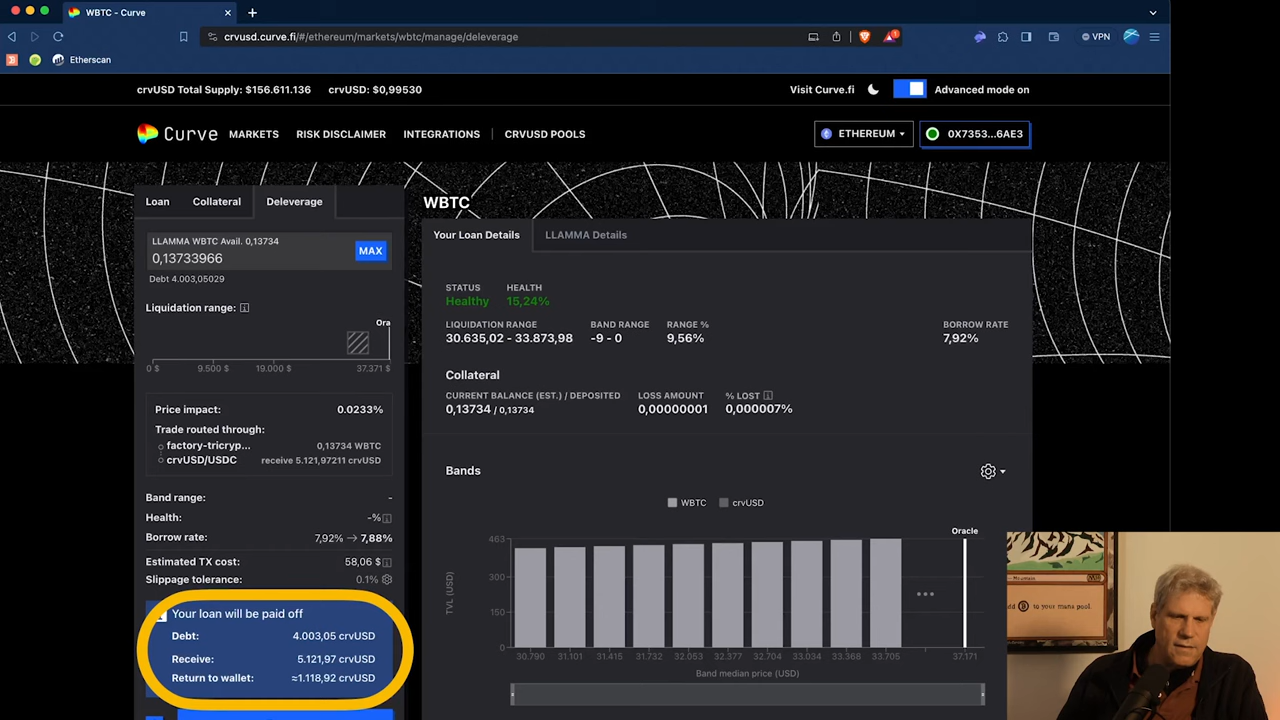 WBTC - Curve
crvusd.curve.fi/#/ethereum/markets/wbtc/manage/deleverage
VPN
Etherscan
crvUSD Total Supply: $156.611.136 crvUSD: $0,99530
Visit Curve.fi Advanced mode on
Curve MARKETS RISK DISCLAIMER INTEGRATIONS CRVUSD POOLS
ETHEREUM 0X7353...6AE3
Loan Collateral Deleverage
LLAMMA WBTC Avail. 0,13734
0,13733966
MAX
Debt 4.003,05029
Liquidation range:
Ora
0 $ 9.500 $ 19.000 $ 37.371 $
Price impact: 0.0233%
Trade routed through:
factory-tricryp... 0,13734 WBTC
crvUSD/USDC receive 5.121,97211 crvUSD
Band range: -
Health: -%
Borrow rate: 7,92% → 7,88%
Estimated TX cost: 58,06 $
Slippage tolerance: 0.1%
Your loan will be paid off
Debt: 4.003,05 crvUSD
Receive: 5.121,97 crvUSD
Return to wallet: ≈1.118,92 crvUSD
WBTC
Your Loan Details LLAMMA Details
STATUS HEALTH
Healthy 15,24%
LIQUIDATION RANGE BAND RANGE RANGE % BORROW RATE
30.635,02 - 33.873,98 -9 - 0 9,56% 7,92%
Collateral
CURRENT BALANCE (EST.) / DEPOSITED LOSS AMOUNT % LOST
0,13734 / 0,13734 0,00000001 0,000007%
Bands
WBTC crvUSD
Oracle
463
300
150
0
TVL (USD)
30.790 31.101 31.415 31.732 32.053 32.377 32.704 33.034 33.368 33.705 37.171
Band median price (USD)
Mountain
to your mana pool.